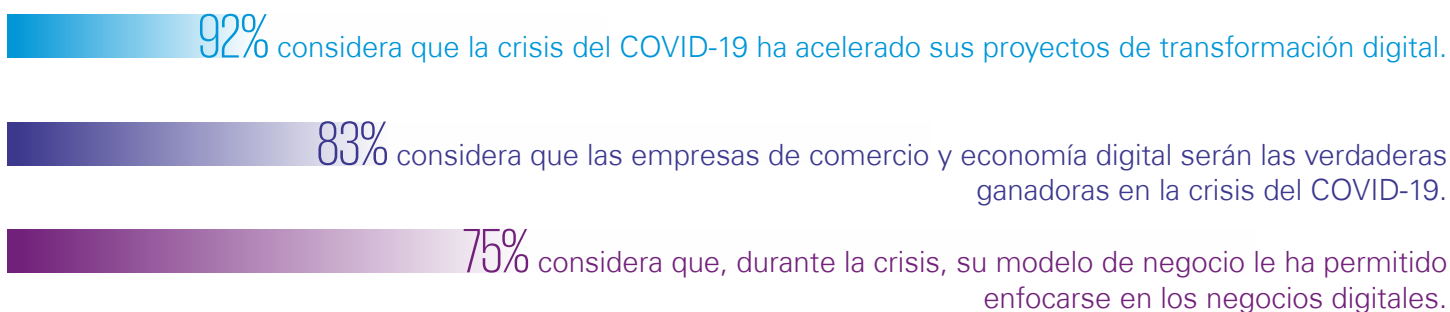 92% considera que la crisis del COVID-19 ha acelerado sus proyectos de transformación digital.
83% considera que las empresas de comercio y economía digital serán las verdaderas
ganadoras en la crisis del COVID-19.
75% considera que, durante la crisis, su modelo de negocio le ha permitido
enfocarse en los negocios digitales.